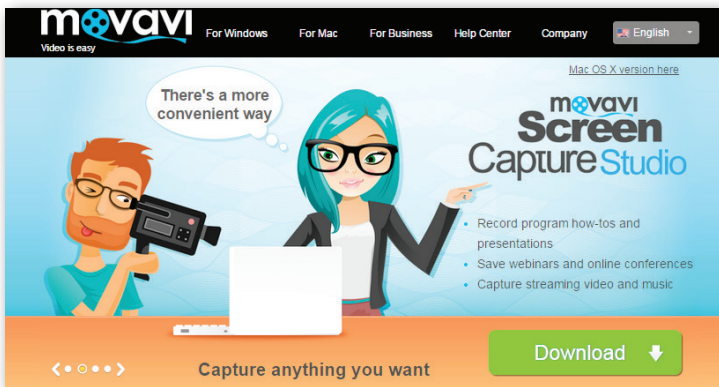 movavi
Video is easy
For Windows For Mac For Business Help Center Company English
Mac OS X version here
There's a more
convenient way
movavi
Screen
Capture Studio
Record program how-tos and
presentations
Save webinars and online conferences
Capture streaming video and music
Capture anything you want
Download